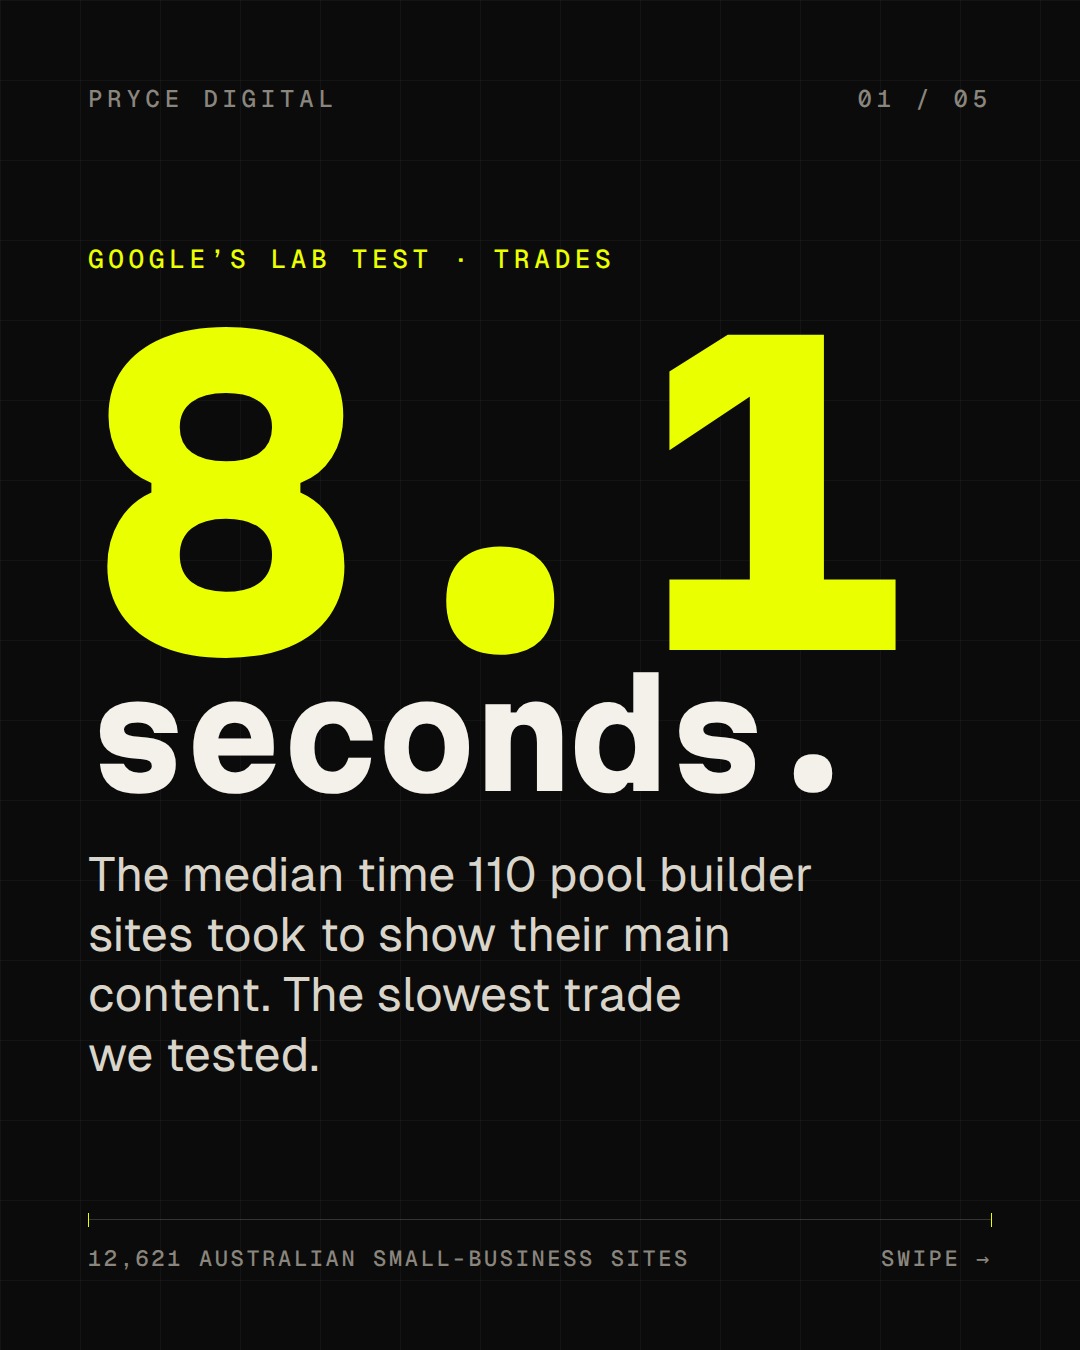 PRYCE DIGITAL
01 / 05
GOOGLE’S LAB TEST · TRADES
8.1
seconds.
The median time 110 pool builder
sites took to show their main
content. The slowest trade
we tested.
12,621 AUSTRALIAN SMALL-BUSINESS SITES
SWIPE →